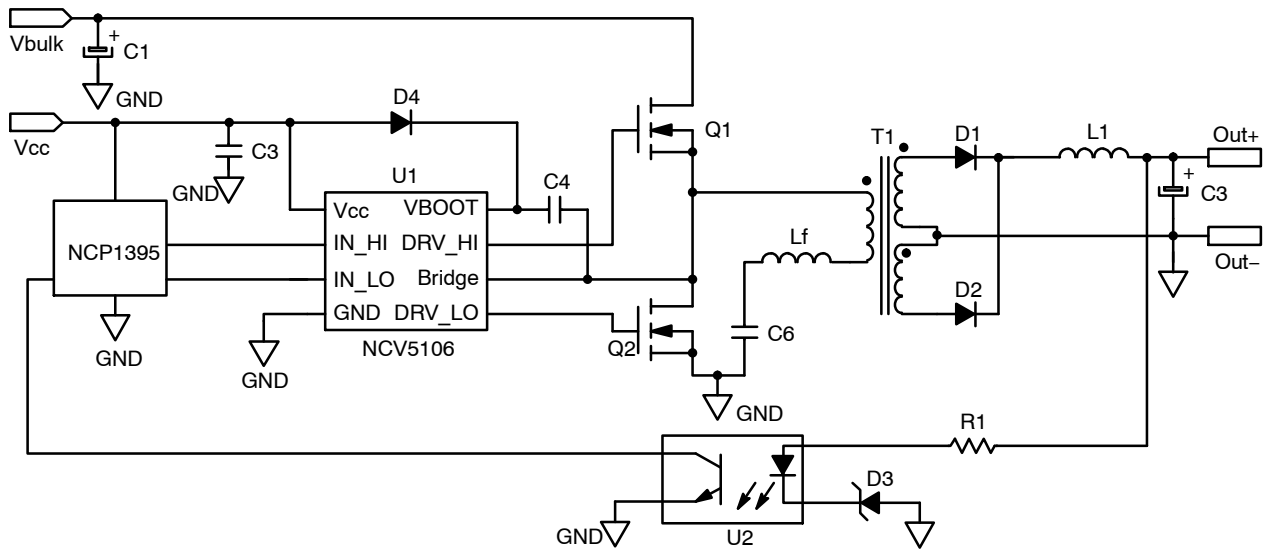 Vbulk
+
C1
GND
Vcc
D4
C3
GND
U1
C4
Q1
T1
D1
L1
Out+
+
C3
Out−
NCP1395
Vcc VBOOT
IN_HI DRV_HI
IN_LO Bridge
GND DRV_LO
NCV5106
Lf
D2
C6
Q2
GND
GND
GND
R1
D3
GND
U2